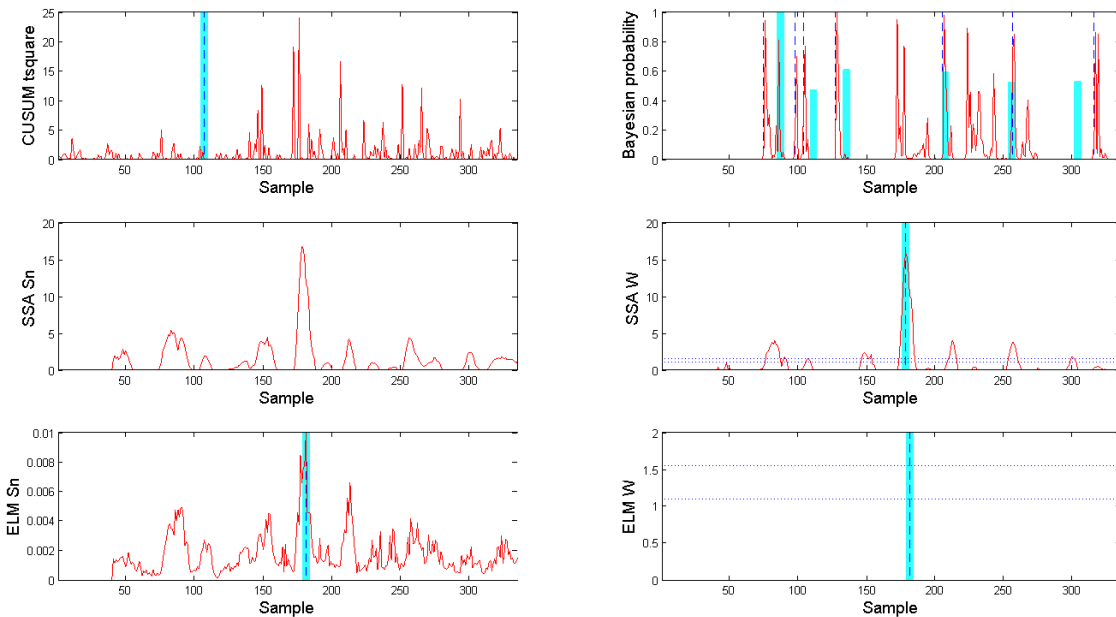 CUSUM tsquare
25
20
15
10
5
0
50 100 150 200 250 300
Sample
Bayesian probability
1
0.8
0.6
0.4
0.2
0
50 100 150 200 250 300
Sample
SSA Sn
20
15
10
5
0
50 100 150 200 250 300
Sample
SSA W
20
15
10
5
0
50 100 150 200 250 300
Sample
ELM Sn
0.01
0.008
0.006
0.004
0.002
0
50 100 150 200 250 300
Sample
ELM W
2
1.5
1
0.5
0
50 100 150 200 250 300
Sample